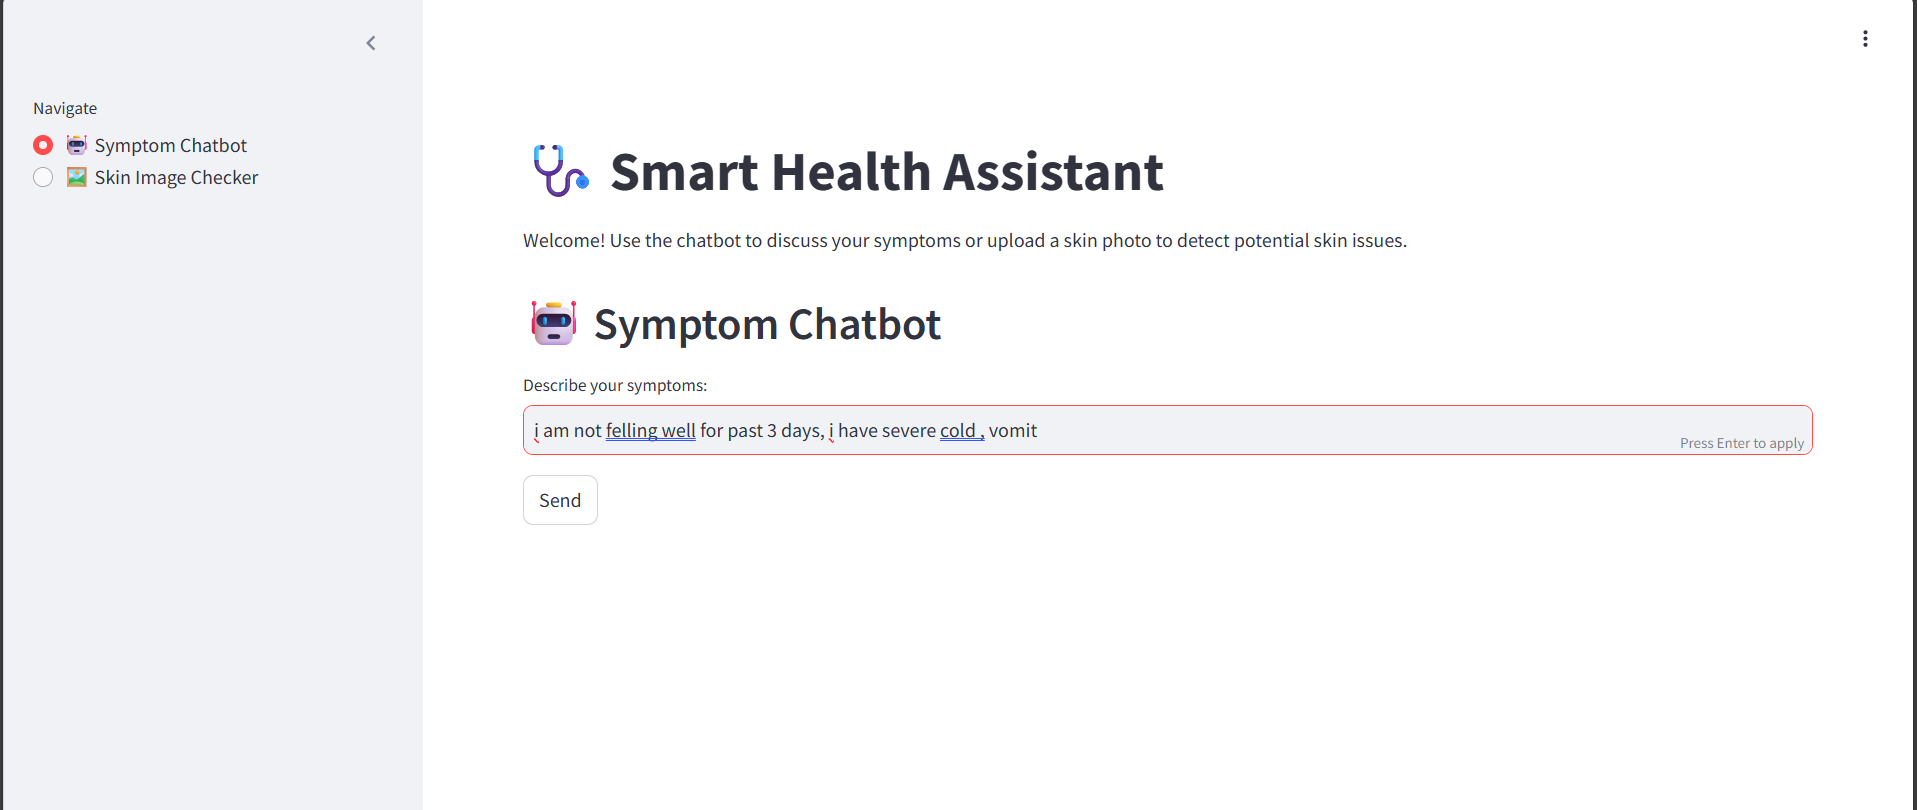 Navigate
Symptom Chatbot
Skin Image Checker
Smart Health Assistant
Welcome! Use the chatbot to discuss your symptoms or upload a skin photo to detect potential skin issues.
Symptom Chatbot
Describe your symptoms:
i am not felling well for past 3 days, i have severe cold , vomit
Press Enter to apply
Send